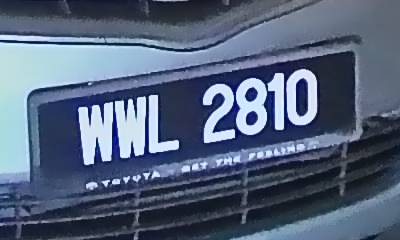 WWL 2810
TOYOTA - GET THE FEELING